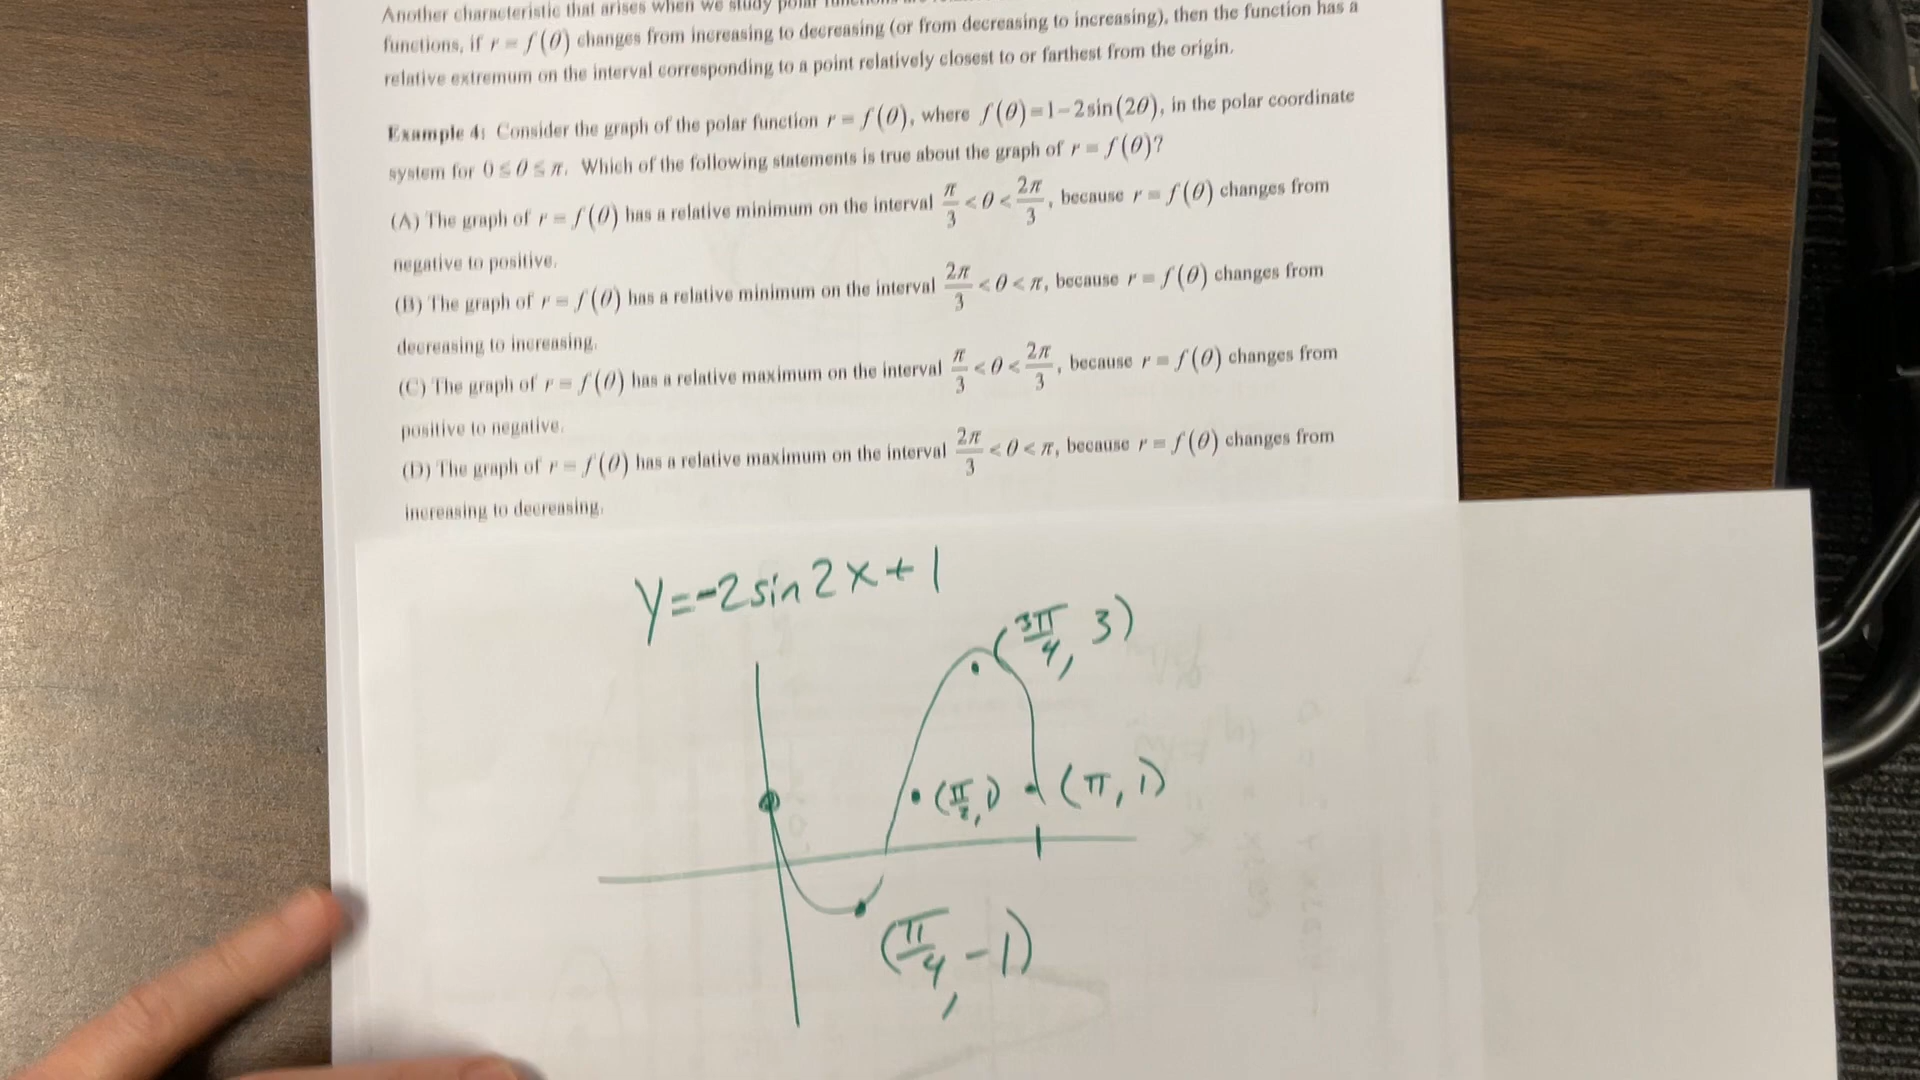 Another characteristic that arises when we study polar functions
functions, if r = f(θ) changes from increasing to decreasing (or from decreasing to increasing), then the function has a
relative extremum on the interval corresponding to a point relatively closest to or farthest from the origin.
Example 4: Consider the graph of the polar function r = f(θ), where f(θ) = 1 − 2 sin(2θ), in the polar coordinate
system for 0 ≤ θ ≤ π. Which of the following statements is true about the graph of r = f(θ)?
(A) The graph of r = f(θ) has a relative minimum on the interval π/3 < θ < 2π/3, because r = f(θ) changes from
negative to positive.
(B) The graph of r = f(θ) has a relative minimum on the interval 2π/3 < θ < π, because r = f(θ) changes from
decreasing to increasing.
(C) The graph of r = f(θ) has a relative maximum on the interval π/3 < θ < 2π/3, because r = f(θ) changes from
positive to negative.
(D) The graph of r = f(θ) has a relative maximum on the interval 2π/3 < θ < π, because r = f(θ) changes from
increasing to decreasing.
y=-2sin2x+1
(3π/4, 3)
(π/2, 1) (π, 1)
(π/4, -1)